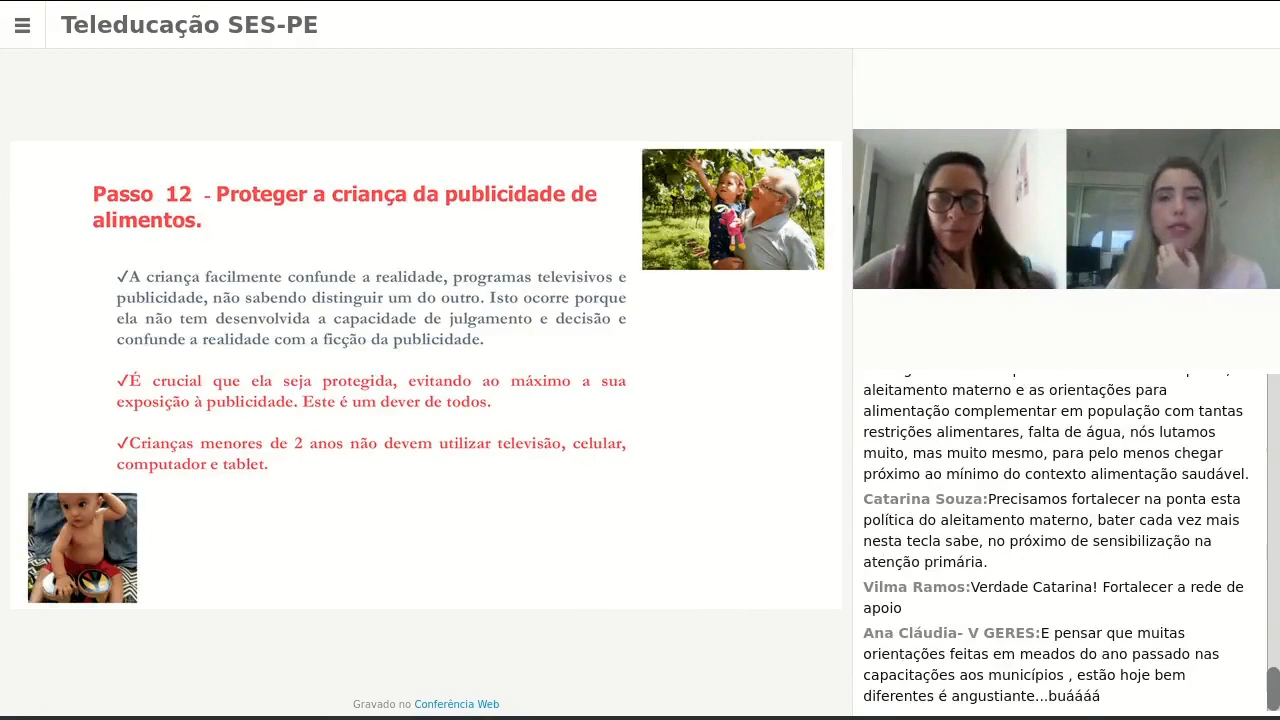 Teleducação SES-PE
Passo 12 - Proteger a criança da publicidade de
alimentos.
✓A criança facilmente confunde a realidade, programas televisivos e
publicidade, não sabendo distinguir um do outro. Isto ocorre porque
ela não tem desenvolvida a capacidade de julgamento e decisão e
confunde a realidade com a ficção da publicidade.
✓É crucial que ela seja protegida, evitando ao máximo a sua
exposição à publicidade. Este é um dever de todos.
✓Crianças menores de 2 anos não devem utilizar televisão, celular,
computador e tablet.
Gravado no Conferência Web
aleitamento materno e as orientações para
alimentação complementar em população com tantas
restrições alimentares, falta de água, nós lutamos
muito, mas muito mesmo, para pelo menos chegar
próximo ao mínimo do contexto alimentação saudável.
Catarina Souza:Precisamos fortalecer na ponta esta
política do aleitamento materno, bater cada vez mais
nesta tecla sabe, no próximo de sensibilização na
atenção primária.
Vilma Ramos:Verdade Catarina! Fortalecer a rede de
apoio
Ana Cláudia- V GERES:E pensar que muitas
orientações feitas em meados do ano passado nas
capacitações aos municípios , estão hoje bem
diferentes é angustiante...buáááá